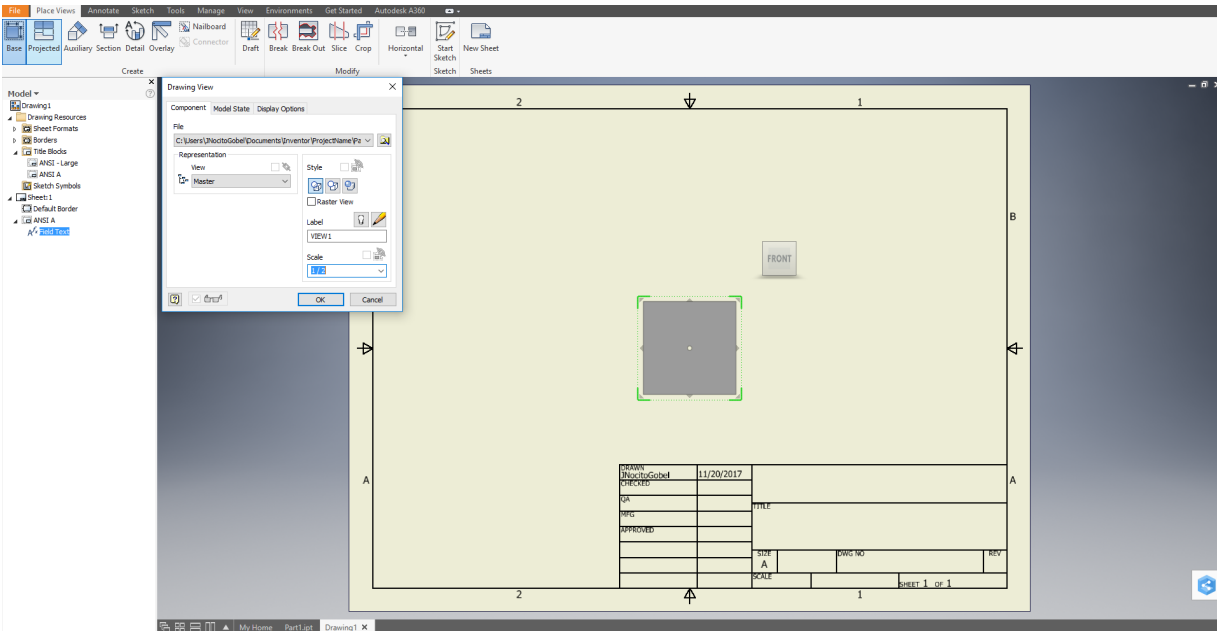 File Place Views Annotate Sketch Tools Manage View Environments Get Started Autodesk A360
Base Projected Auxiliary Section Detail Overlay
Nailboard
Connector
Draft Break Break Out Slice Crop Horizontal
Start Sketch
New Sheet
Create Modify Sketch Sheets
Model
Drawing1
Drawing Resources
Sheet Formats
Borders
Title Blocks
ANSI - Large
ANSI A
Sketch Symbols
Sheet:1
Default Border
ANSI A
Field Text
Drawing View
Component Model State Display Options
File
C:\Users\JNocitoGobel\Documents\Inventor\ProjectName\Pa
Representation
View
Master
Style
Raster View
Label
VIEW1
Scale
1 / 2
OK Cancel
2 1
B
FRONT
A A
DRAWN
JNocitoGobel 11/20/2017
CHECKED
QA
MFG
APPROVED
TITLE
SIZE
A
DWG NO
REV
SCALE
SHEET 1 OF 1
2 1
My Home Part1.ipt Drawing1